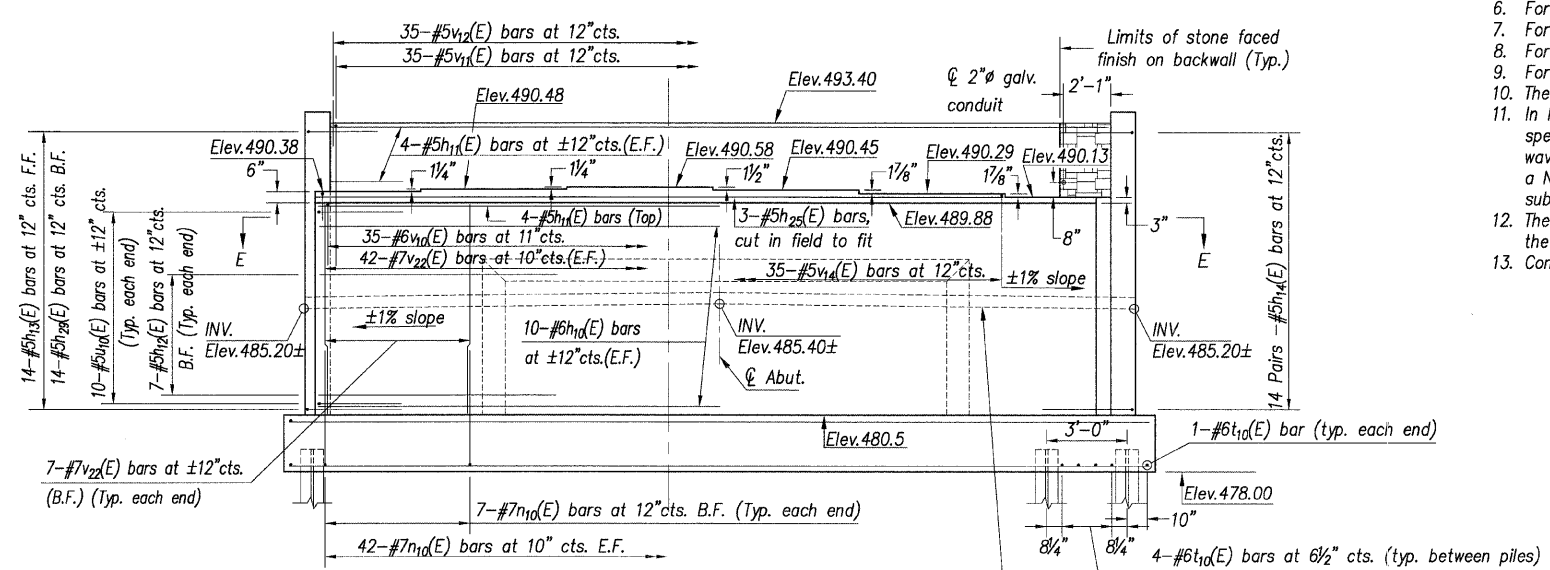 35-#5v12(E) bars at 12"cts.
35-#5v11(E) bars at 12"cts.
Limits of stone faced
finish on backwall (Typ.)
6. For
7. For
8. For
9. For
10. The
11. In
spe
wav
a N
sub
12. The
the
13. Con
Elev.493.40
℄ 2"ø galv.
conduit
2'-1"
Elev.490.48
Elev.490.38
6"
4-#5h11(E) bars at ±12"cts.(E.F.)
Elev.490.58
Elev.490.45
Elev.490.29
Elev.490.13
1¼"
1¼"
1½"
1⅞"
1⅞"
4-#5h11(E) bars (Top)
3-#5h25(E) bars,
cut in field to fit
Elev.489.88
8"
3"
E
E
35-#6v10(E) bars at 11"cts.
42-#7v22(E) bars at 10"cts.(E.F.)
35-#5v14(E) bars at 12"cts.
±1% slope
±1% slope
14-#5h13(E) bars at 12" cts. F.F.
14-#5h29(E) bars at 12" cts. B.F.
10-#5u10(E) bars at ±12" cts.
(Typ. each end)
7-#5h12(E) bars at 12"cts.
B.F. (Typ. each end)
INV.
Elev.485.20±
10-#6h10(E) bars
at ±12"cts.(E.F.)
INV.
Elev.485.40±
℄ Abut.
INV.
Elev.485.20±
14 Pairs -#5h14(E) bars at 12"cts.
Elev.480.5
3'-0"
1-#6t10(E) bar (typ. each end)
7-#7v22(E) bars at ±12"cts.
(B.F.) (Typ. each end)
Elev.478.00
10"
7-#7n10(E) bars at 12"cts. B.F. (Typ. each end)
42-#7n10(E) bars at 10" cts. E.F.
8¼"
8¼"
4-#6t10(E) bars at 6½" cts. (typ. between piles)